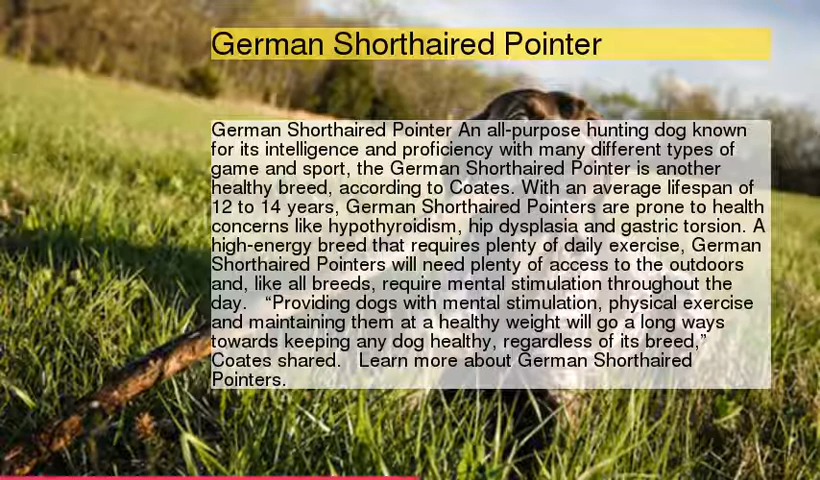 German Shorthaired Pointer
German Shorthaired Pointer An all-purpose hunting dog known
for its intelligence and proficiency with many different types of
game and sport, the German Shorthaired Pointer is another
healthy breed, according to Coates. With an average lifespan of
12 to 14 years, German Shorthaired Pointers are prone to health
concerns like hypothyroidism, hip dysplasia and gastric torsion. A
high-energy breed that requires plenty of daily exercise, German
Shorthaired Pointers will need plenty of access to the outdoors
and, like all breeds, require mental stimulation throughout the
day.   “Providing dogs with mental stimulation, physical exercise
and maintaining them at a healthy weight will go a long ways
towards keeping any dog healthy, regardless of its breed,”
Coates shared.   Learn more about German Shorthaired
Pointers.